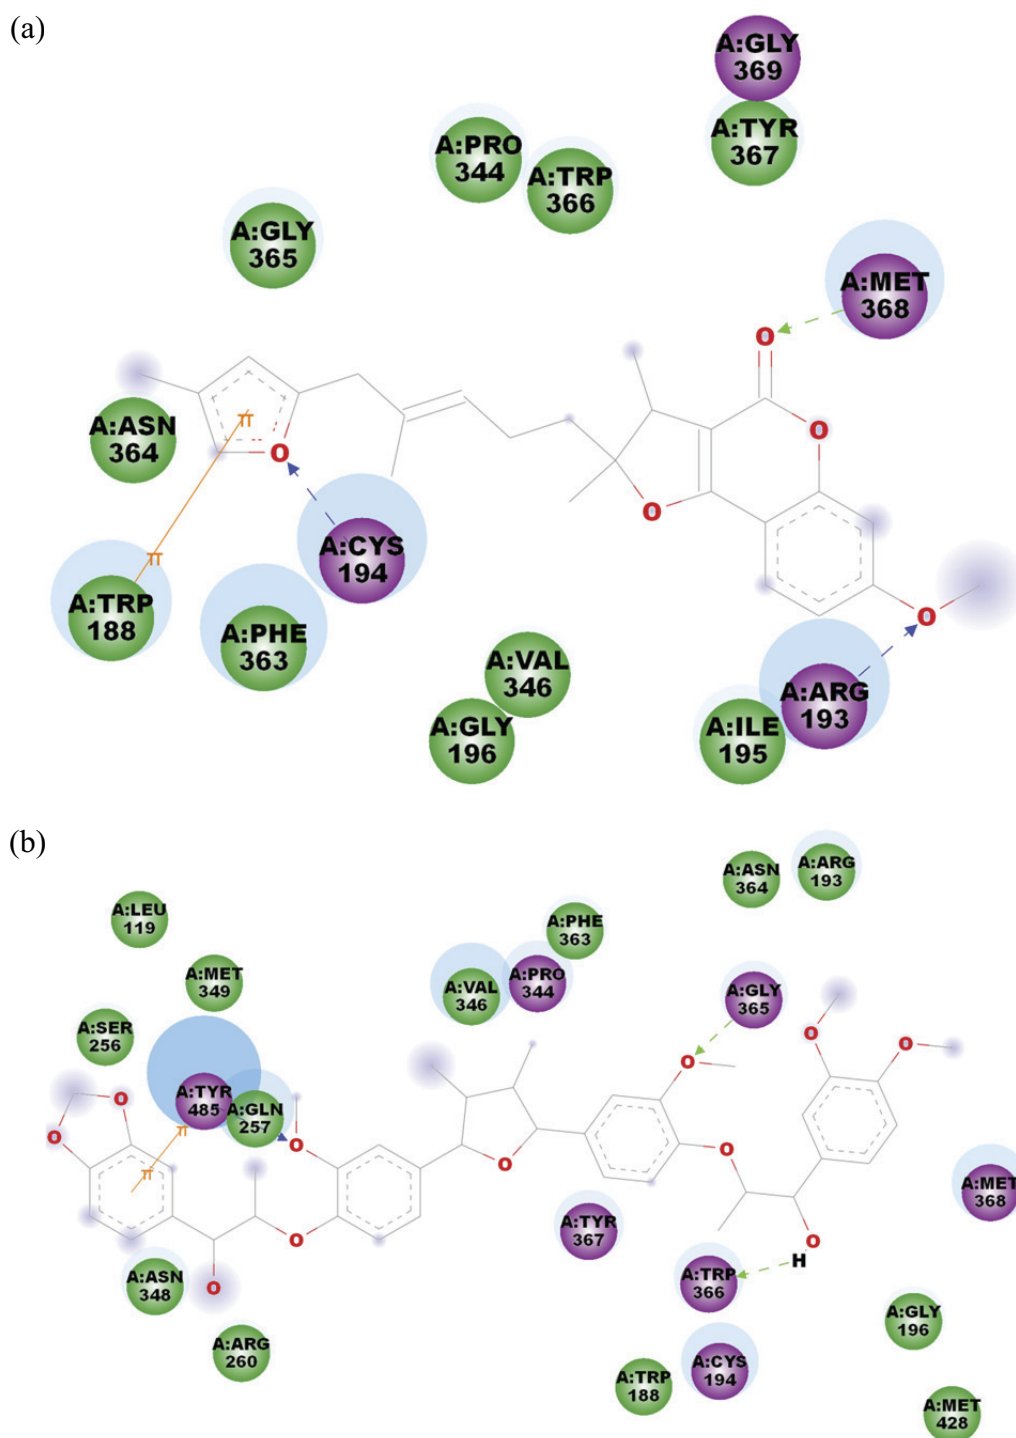 (a)
A:GLY
369
A:TYR
367
A:PRO
344
A:TRP
366
A:GLY
365
A:MET
368
O
O
A:ASN
364
π
O
O
π
A:CYS
194
A:TRP
188
A:PHE
363
O
A:VAL
346
A:GLY
196
A:ARG
193
A:ILE
195
(b)
A:ASN
364
A:ARG
193
A:LEU
119
A:PHE
363
A:MET
349
A:VAL
346
A:PRO
344
A:GLY
365
A:SER
256
O
O
O
A:TYR
485
A:GLN
257
O
π
O
O
O
O
π
A:TYR
367
A:MET
368
O
O
H
A:ASN
348
O
A:TRP
366
A:ARG
260
A:GLY
196
A:TRP
188
A:CYS
194
A:MET
428